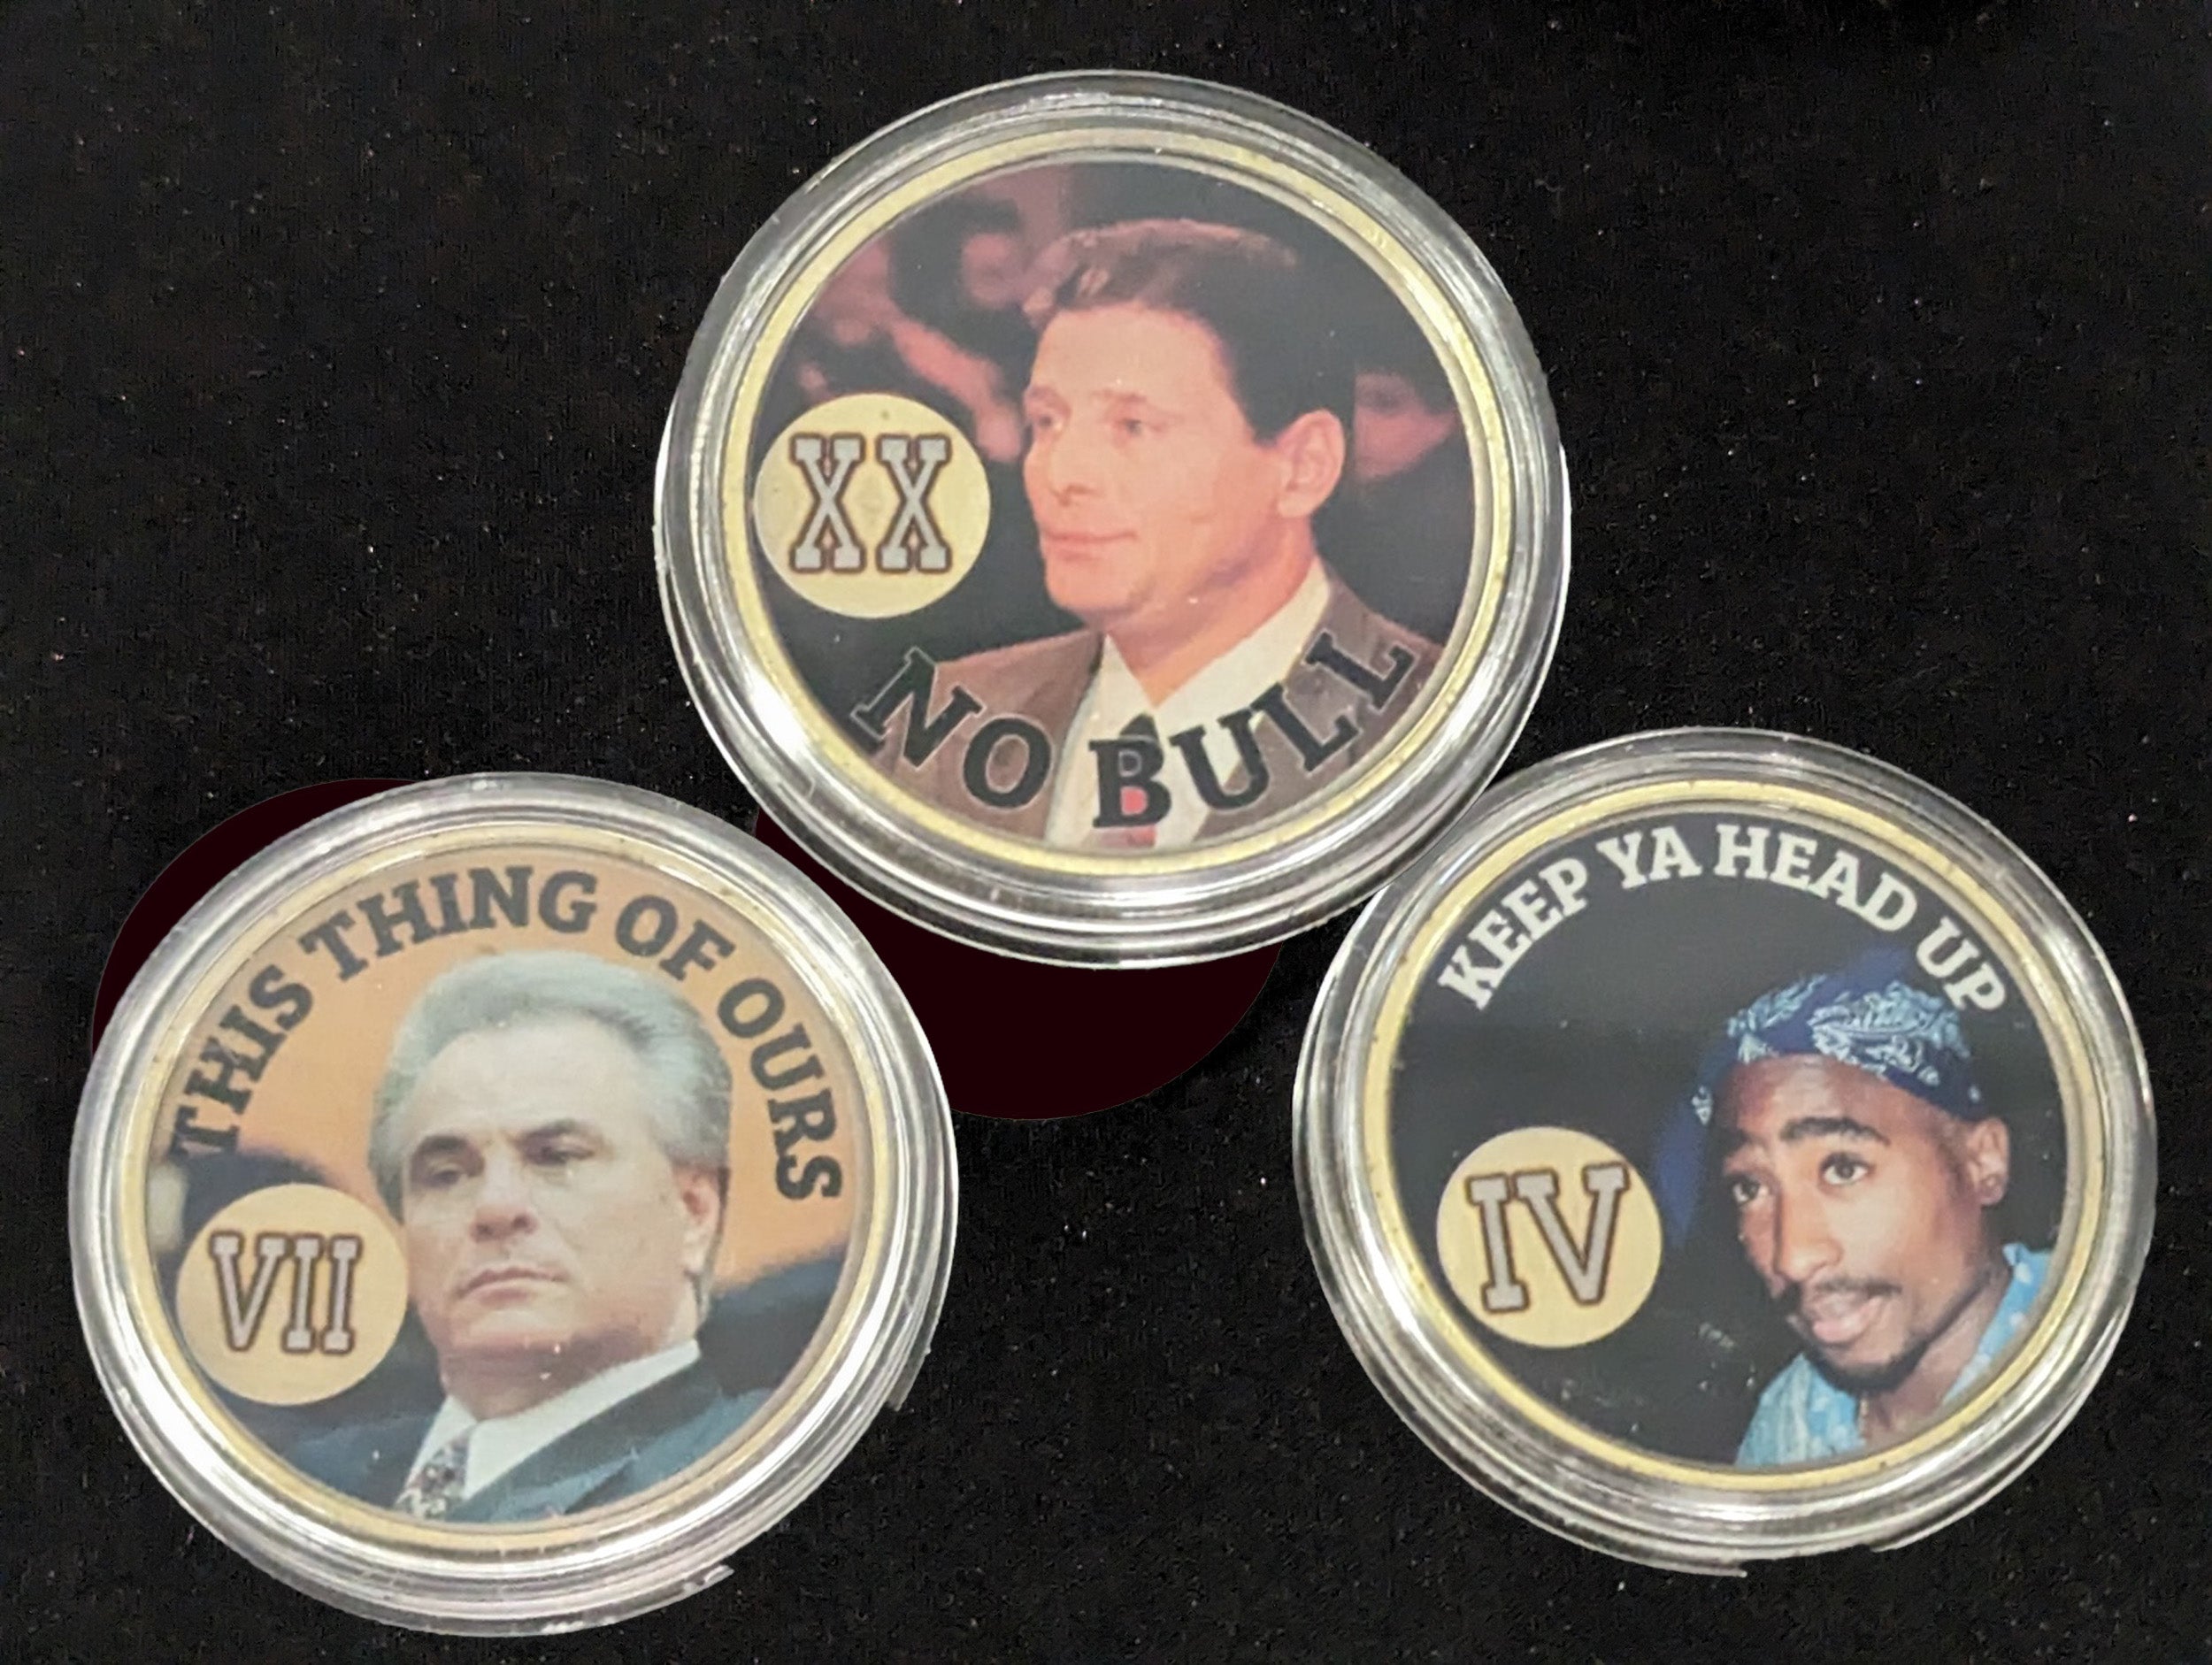 XX
NO BULL
THIS THING OF OURS
VII
KEEP YA HEAD UP
IV